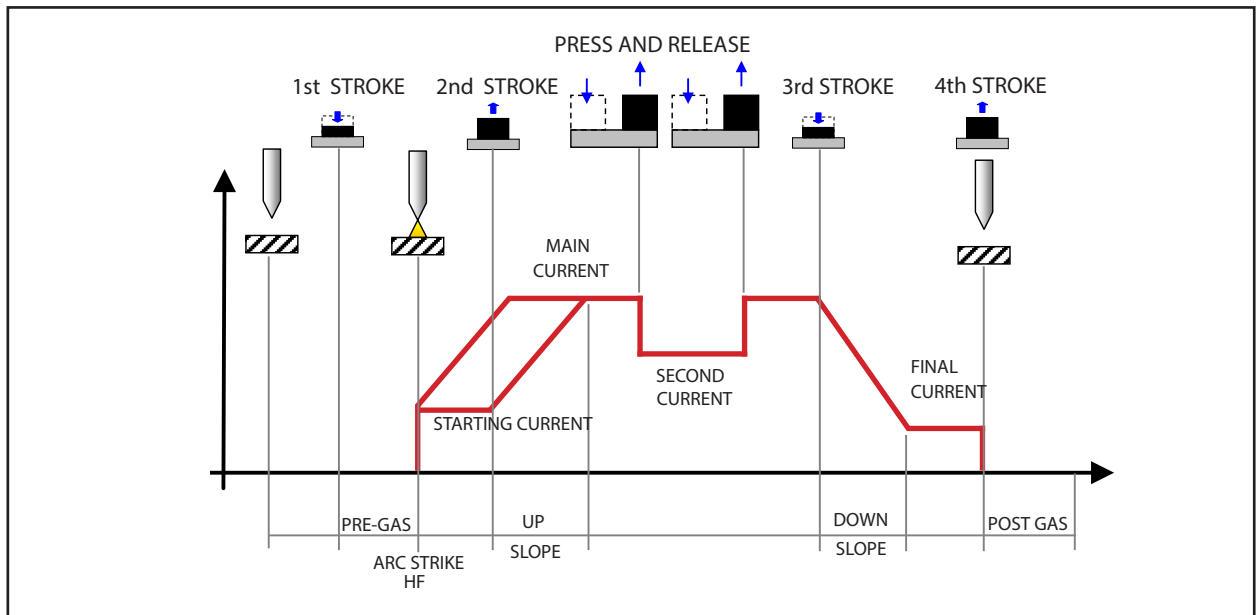 PRESS AND RELEASE
1st STROKE
2nd STROKE
3rd STROKE
4th STROKE
MAIN
CURRENT
SECOND
CURRENT
FINAL
CURRENT
STARTING CURRENT
PRE-GAS
UP
SLOPE
DOWN
SLOPE
POST GAS
ARC STRIKE
HF